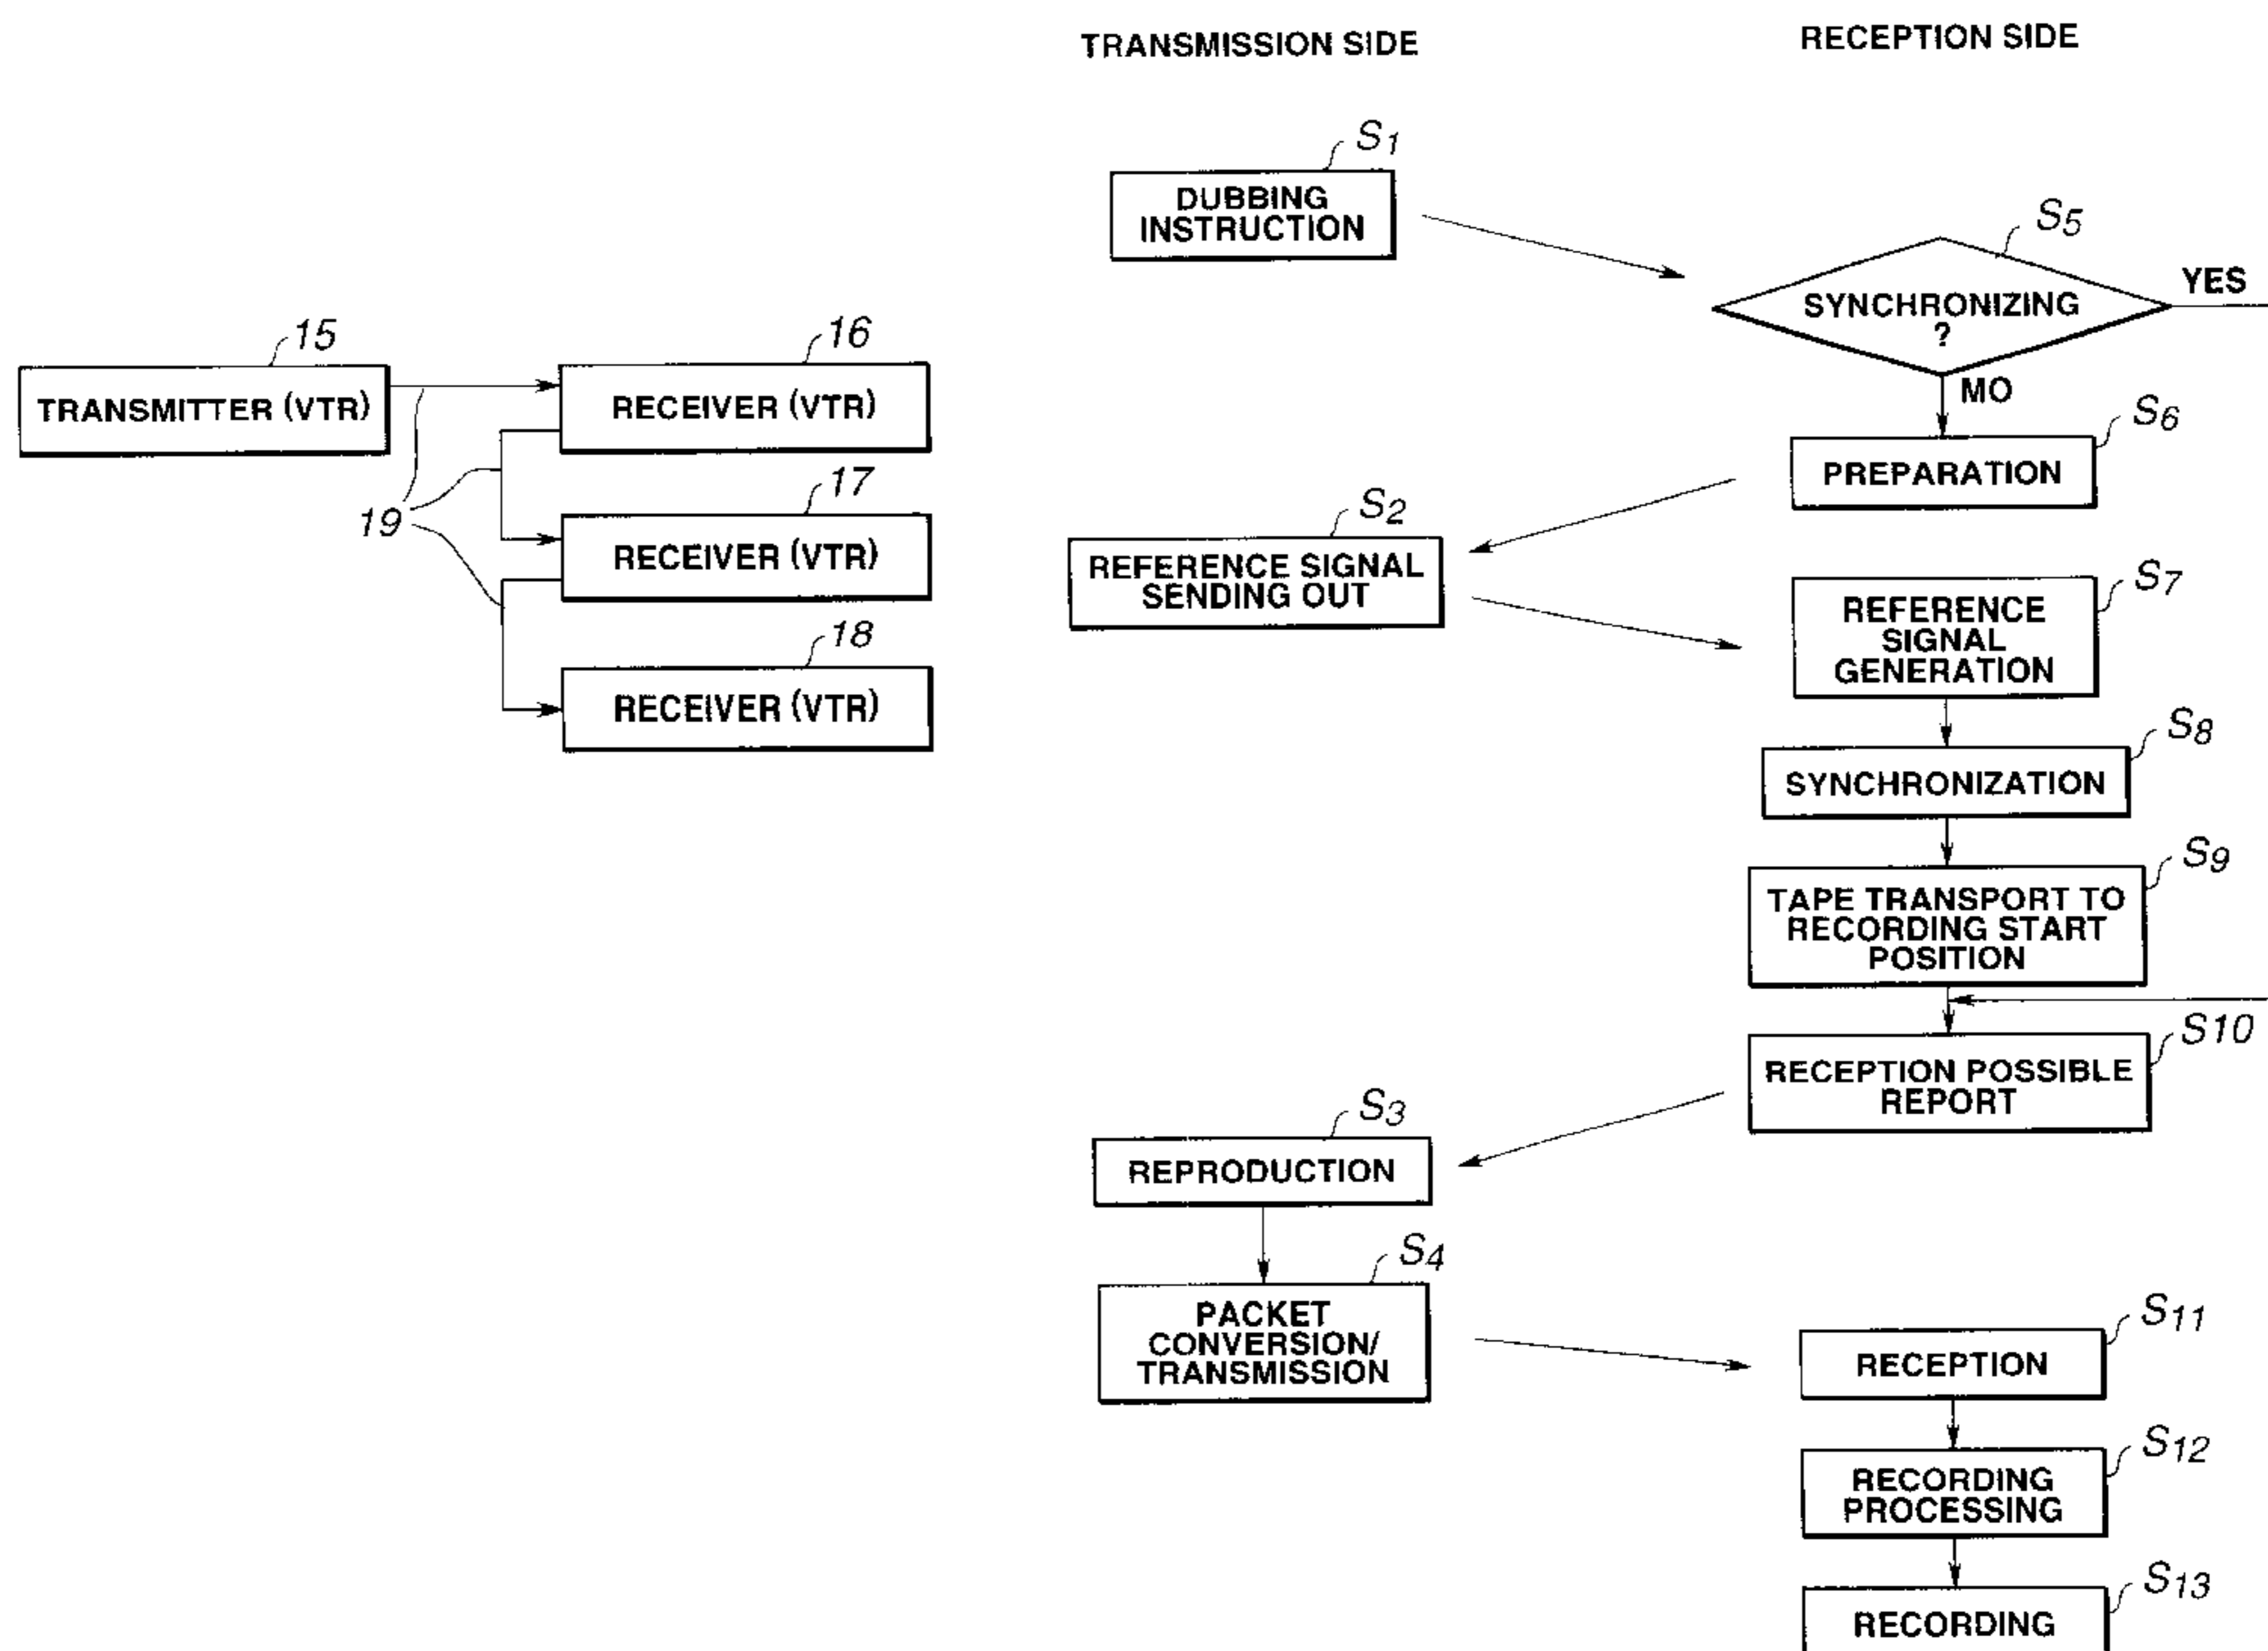 TRANSMISSION SIDE
RECEPTION SIDE
S1
DUBBING
INSTRUCTION
S5
SYNCHRONIZING
?
YES
MO
15
TRANSMITTER (VTR)
16
RECEIVER (VTR)
17
RECEIVER (VTR)
19
18
RECEIVER (VTR)
S6
PREPARATION
S2
REFERENCE SIGNAL
SENDING OUT
S7
REFERENCE
SIGNAL
GENERATION
S8
SYNCHRONIZATION
S9
TAPE TRANSPORT TO
RECORDING START
POSITION
S10
RECEPTION POSSIBLE
REPORT
S3
REPRODUCTION
S4
PACKET
CONVERSION/
TRANSMISSION
S11
RECEPTION
S12
RECORDING
PROCESSING
S13
RECORDING